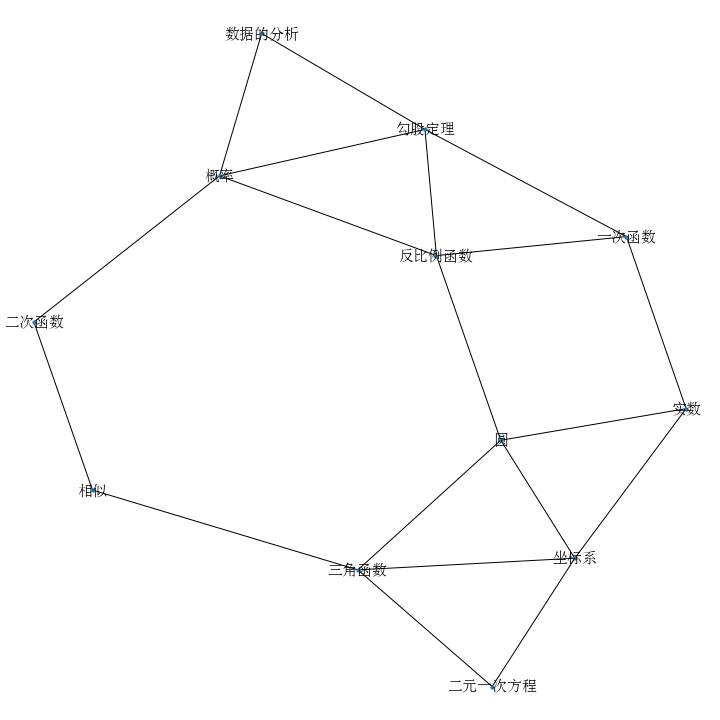 数据的分析
勾股定理
概率
一次函数
反比例函数
二次函数
实数
圆
相似
坐标系
三角函数
二元一次方程